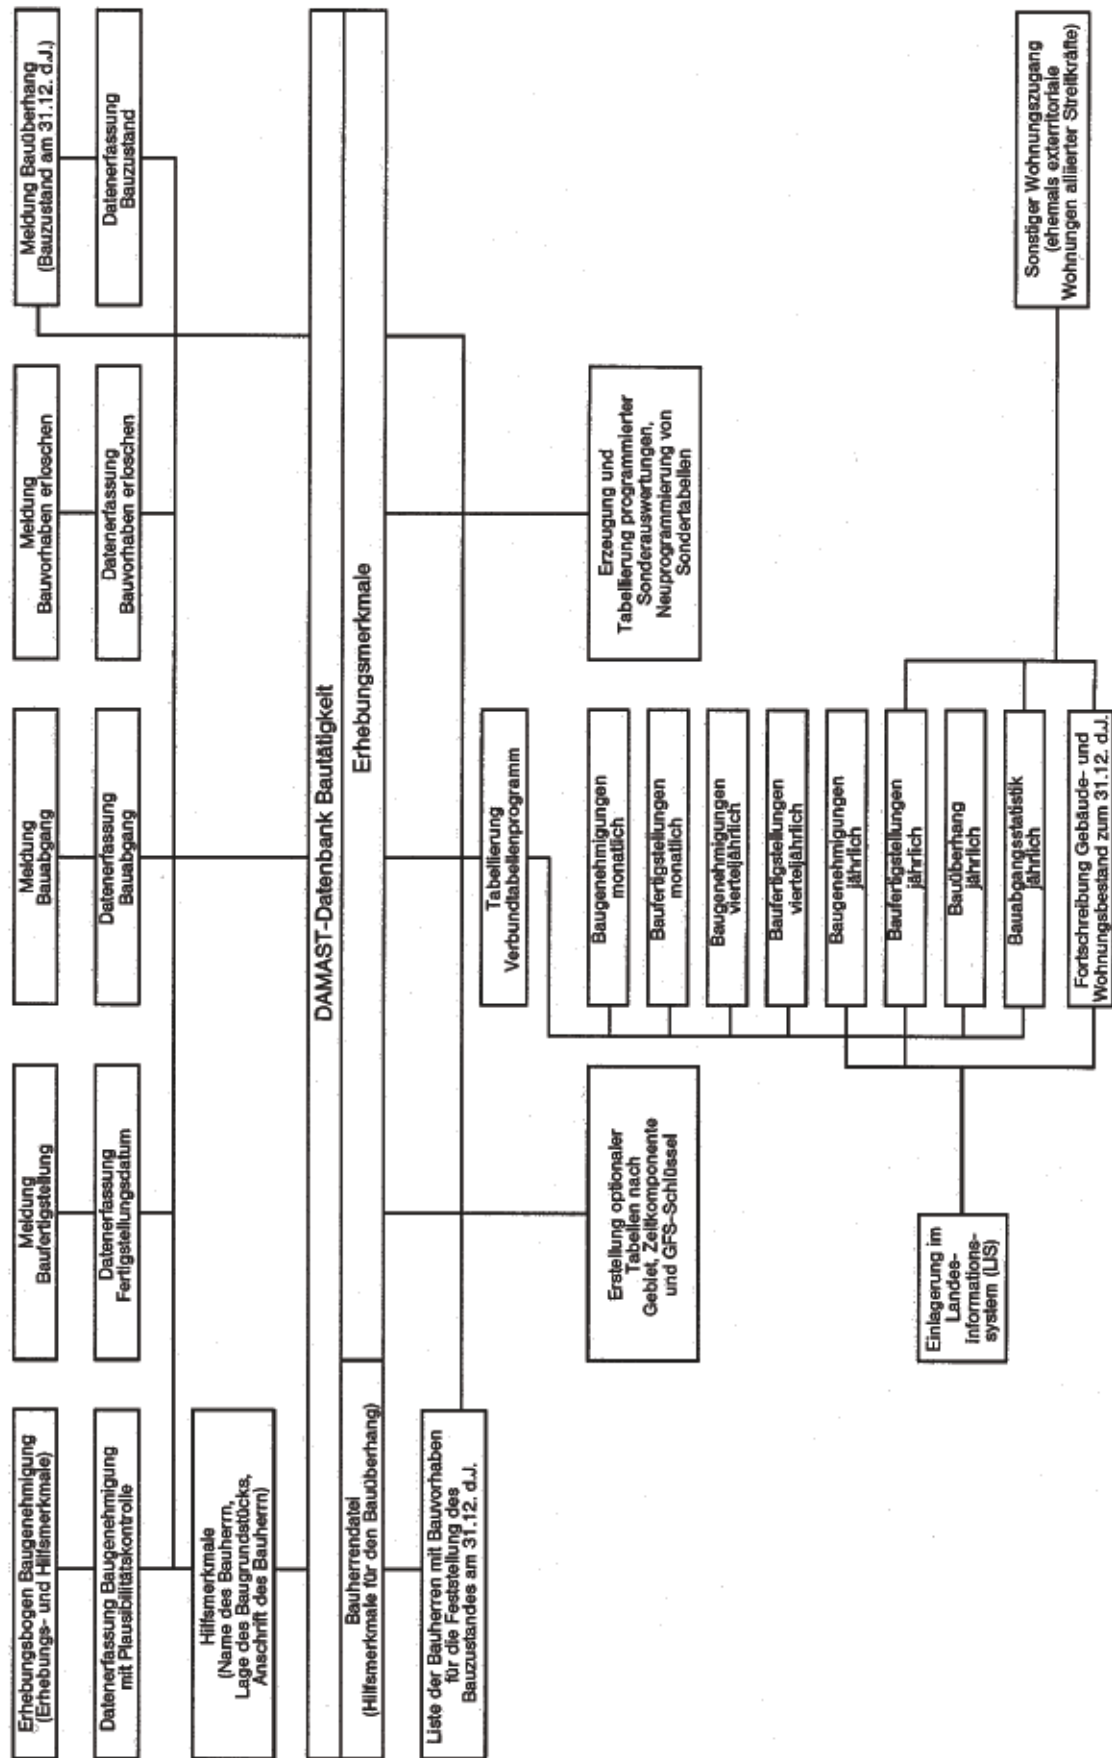 Erhebungsbogen Baugenehmigung
(Erhebungs- und Hilfsmerkmale)
Meldung
Baufertigstellung
Meldung
Bauabgang
Meldung
Bauvorhaben erloschen
Meldung Bauüberhang
(Bauzustand am 31.12. d.J.)
Datenerfassung Baugenehmigung
mit Plausibilitätskontrolle
Datenerfassung
Fertigstellungsdatum
Datenerfassung
Bauabgang
Datenerfassung
Bauvorhaben erloschen
Datenerfassung
Bauzustand
Hilfsmerkmale
(Name des Bauherrn,
Lage des Baugrundstücks,
Anschrift des Bauherrn)
DAMAST-Datenbank Bautätigkeit
Bauherrendatei
(Hilfsmerkmale für den Bauüberhang)
Erhebungsmerkmale
Liste der Bauherren mit Bauvorhaben
für die Feststellung des
Bauzustandes am 31.12. d.J.
Tabellierung
Verbundtabellenprogramm
Erstellung optionaler
Tabellen nach
Gebiet, Zeitkomponente
und GFS-Schlüssel
Baugenehmigungen
monatlich
Baufertigstellungen
monatlich
Baugenehmigungen
vierteljährlich
Baufertigstellungen
vierteljährlich
Baugenehmigungen
jährlich
Baufertigstellungen
jährlich
Bauüberhang
jährlich
Bauabgangsstatistik
jährlich
Fortschreibung Gebäude- und
Wohnungsbestand zum 31.12. d.J.
Erzeugung und
Tabellierung programmierter
Sonderauswertungen,
Neuprogrammierung von
Sondertabellen
Einlagerung im
Landes-
informations-
system (LIS)
Sonstiger Wohnungszugang
(ehemals exterritoriale
Wohnungen alliierter Streitkräfte)